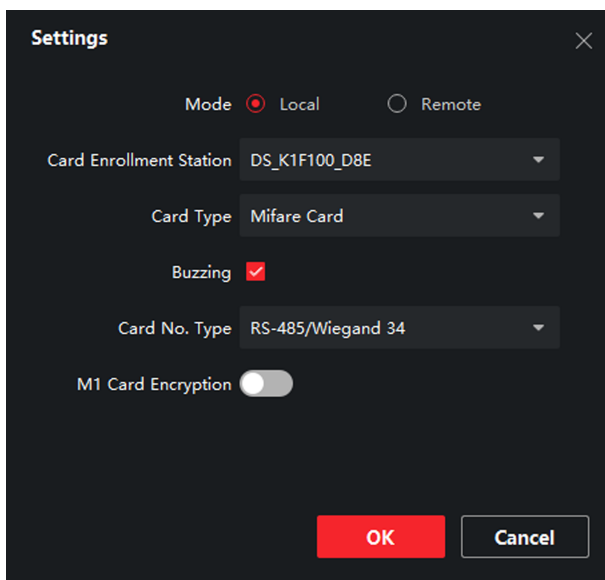 Settings
Mode Local Remote
Card Enrollment Station DS_K1F100_D8E
Card Type Mifare Card
Buzzing
Card No. Type RS-485/Wiegand 34
M1 Card Encryption
OK Cancel